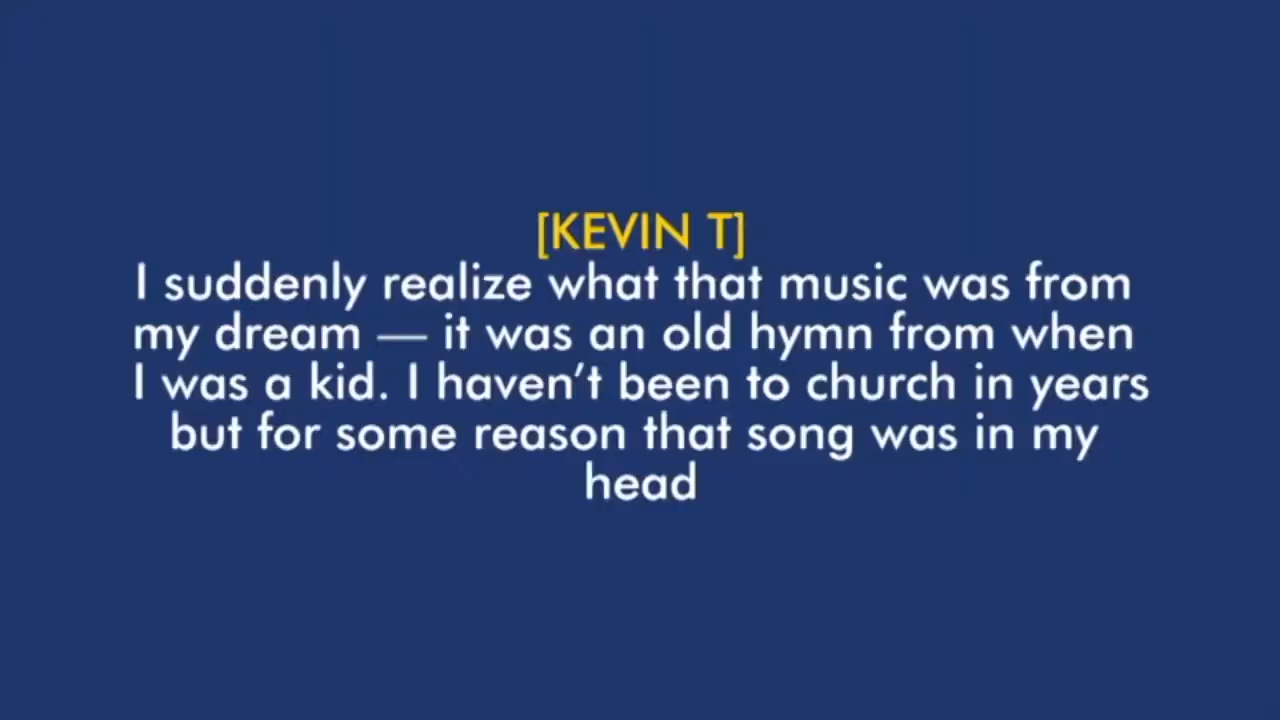 [KEVIN T]
I suddenly realize what that music was from
my dream — it was an old hymn from when
I was a kid. I haven’t been to church in years
but for some reason that song was in my
head